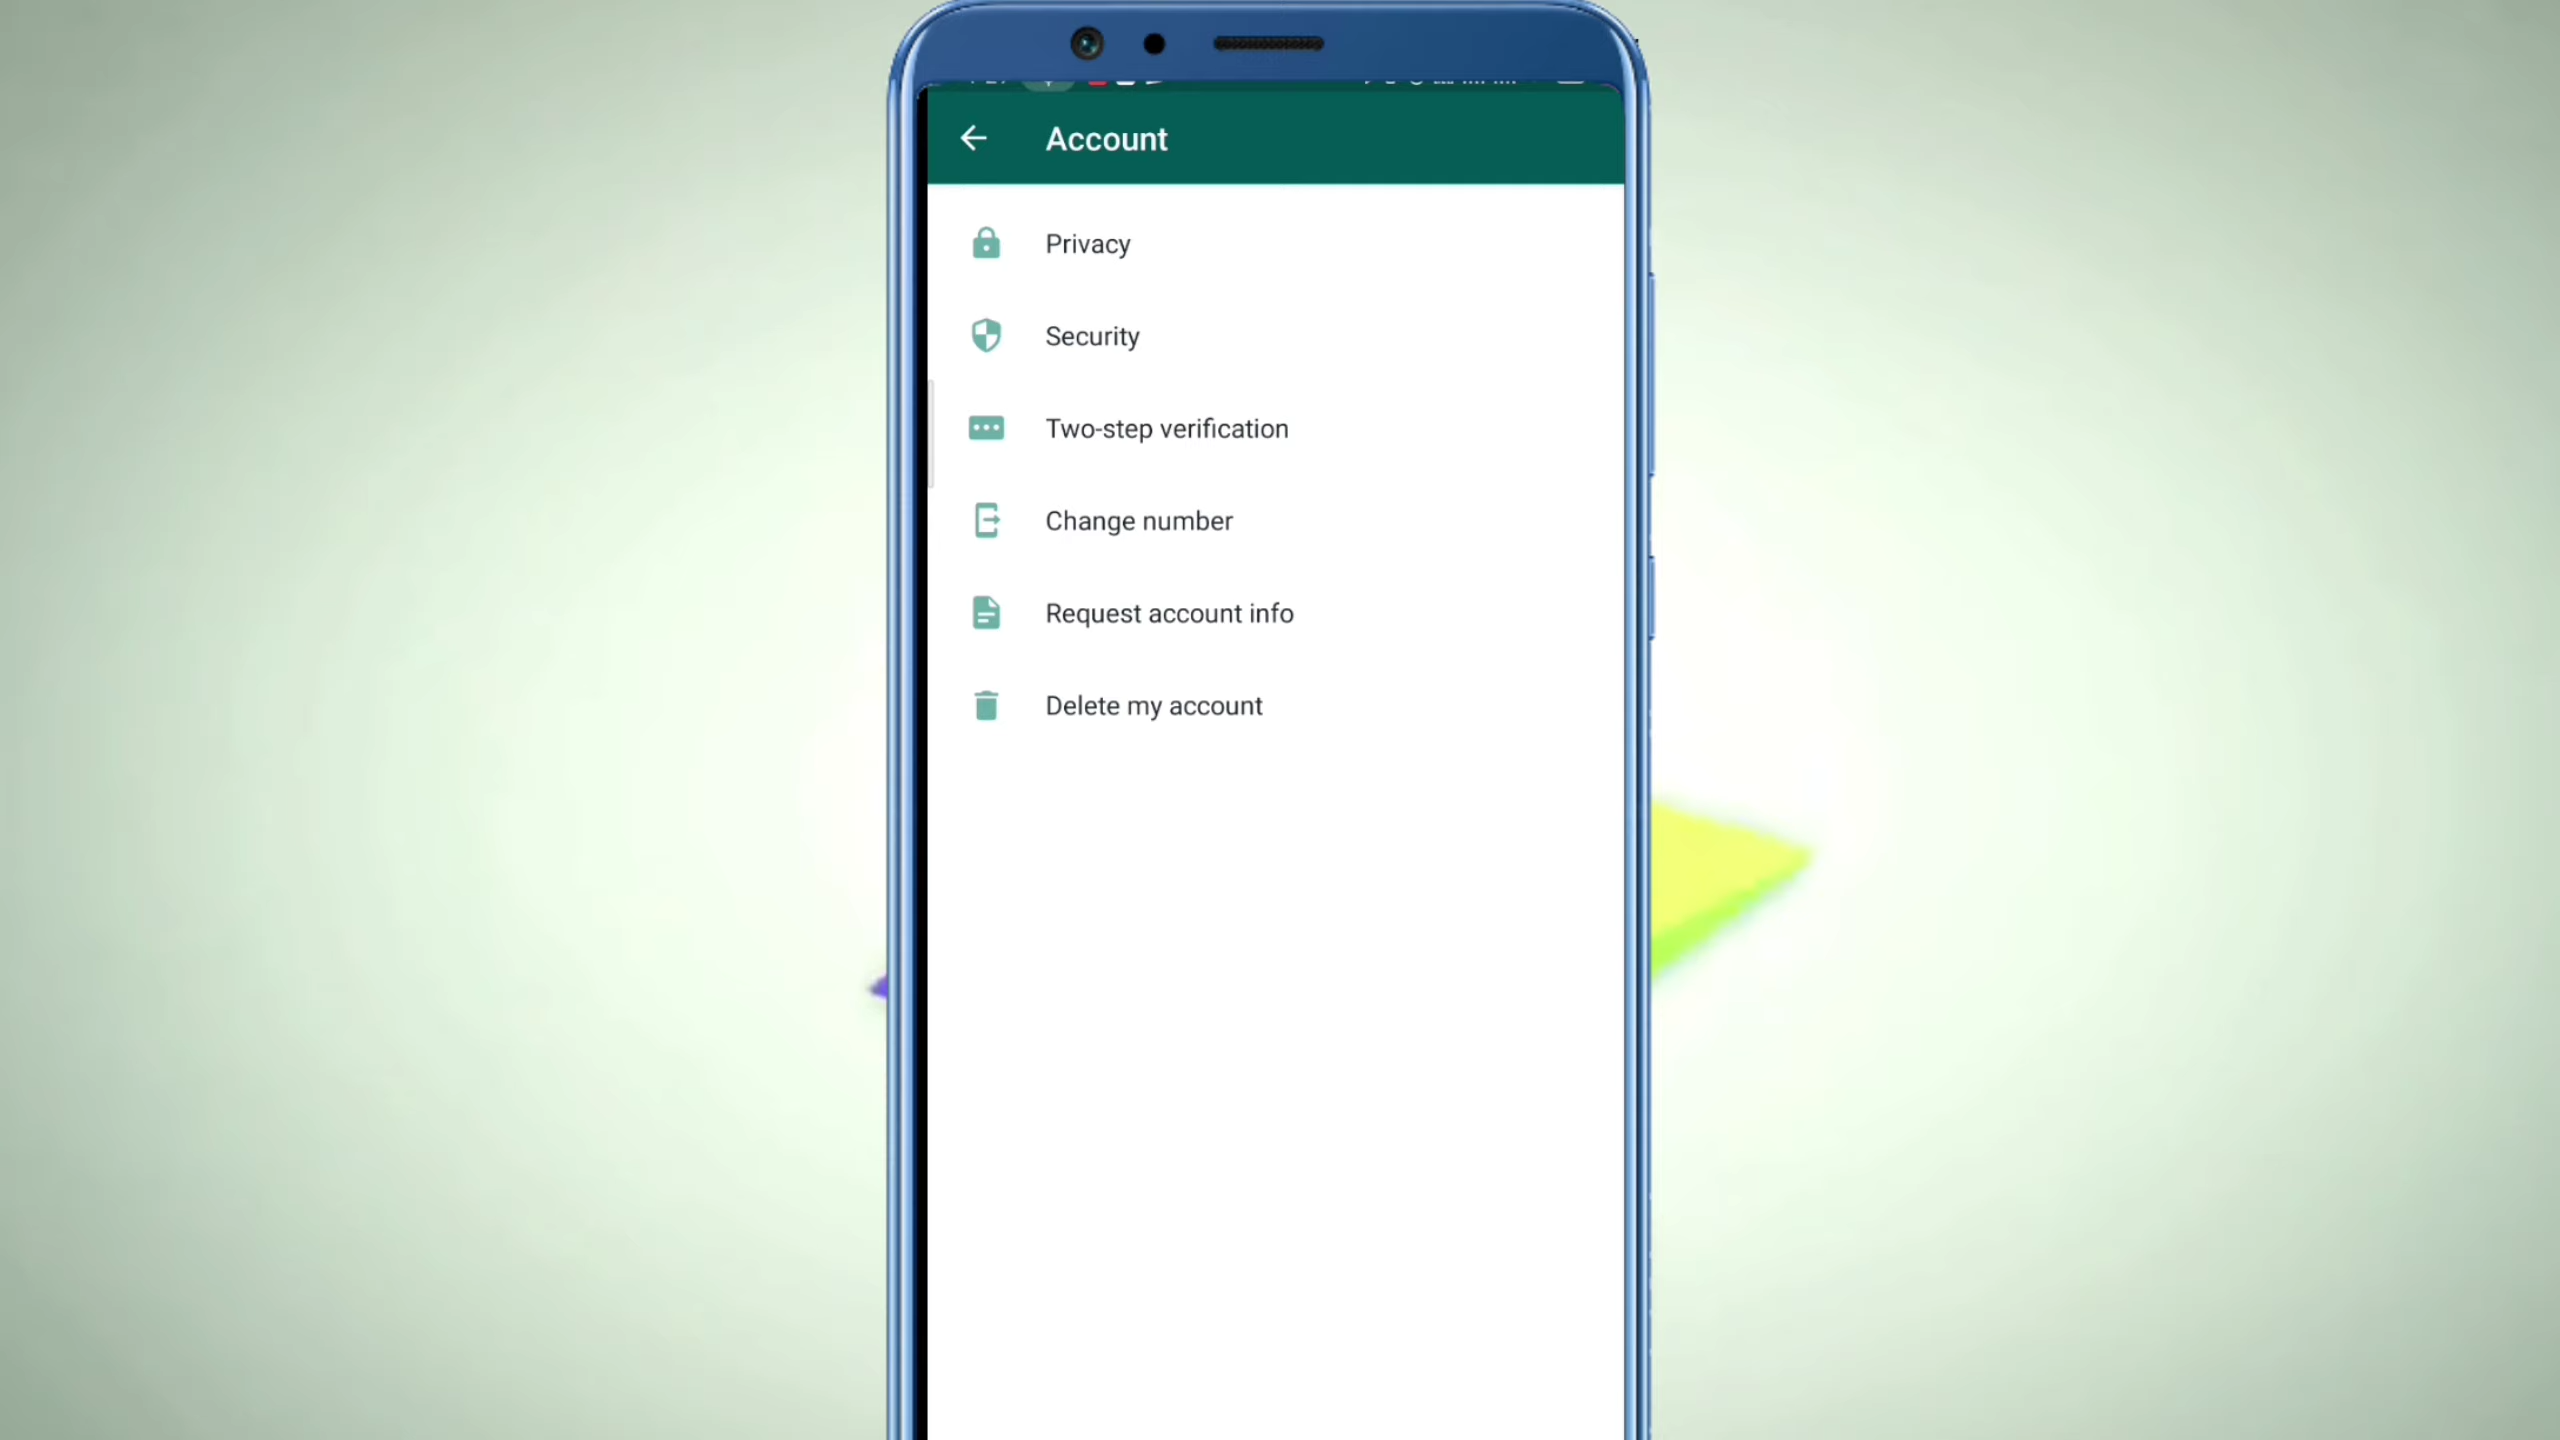 Account
Privacy
Security
Two-step verification
Change number
Request account info
Delete my account